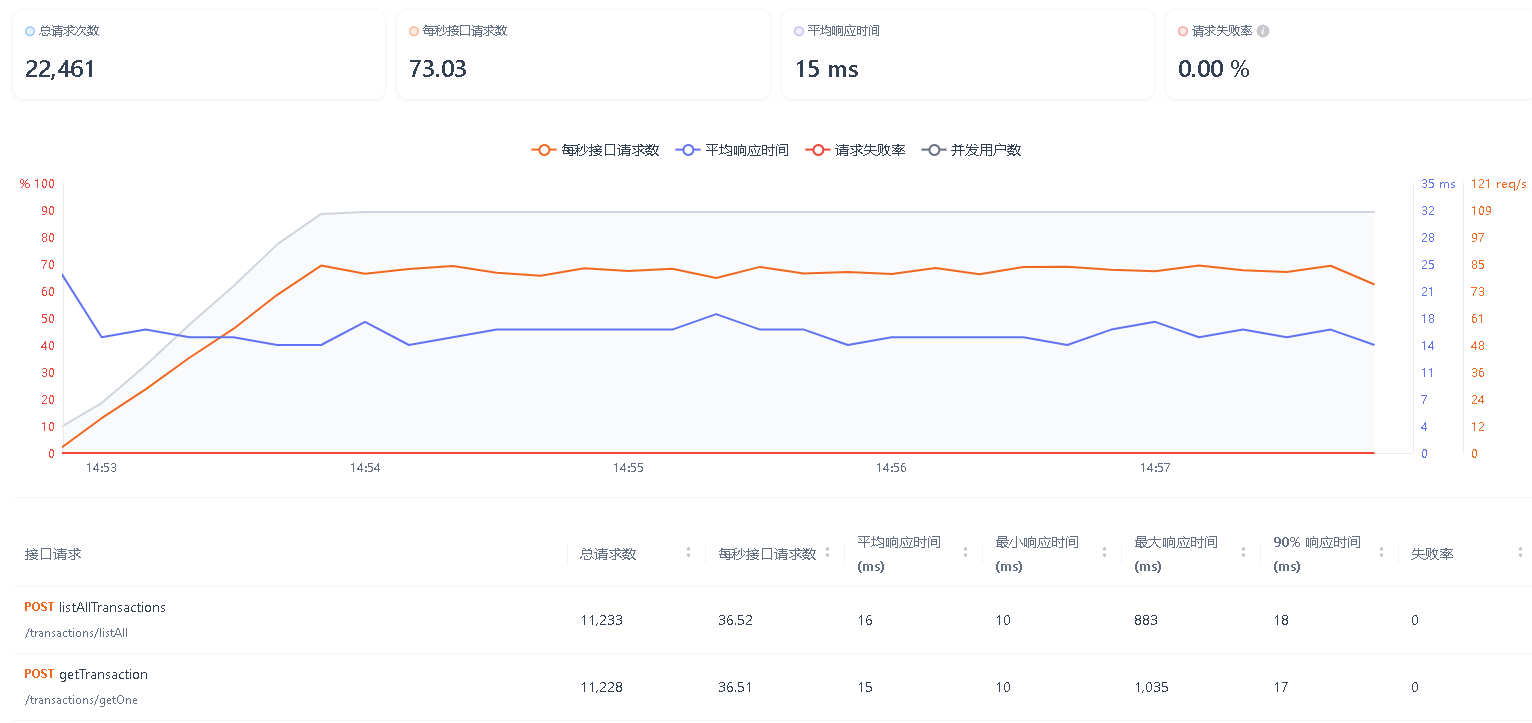 总请求次数
22,461
每秒接口请求数
73.03
平均响应时间
15 ms
请求失败率
0.00 %
每秒接口请求数 平均响应时间 请求失败率 并发用户数
% 100 35 ms 121 req/s
90 32 109
80 28 97
70 25 85
60 21 73
50 18 61
40 14 48
30 11 36
20 7 24
10 4 12
0 0 0
14:53 14:54 14:55 14:56 14:57
接口请求 总请求数 每秒接口请求数 平均响应时间 (ms) 最小响应时间 (ms) 最大响应时间 (ms) 90% 响应时间 (ms) 失败率
POST listAllTransactions
/transactions/listAll
11,233 36.52 16 10 883 18 0
POST getTransaction
/transactions/getOne
11,228 36.51 15 10 1,035 17 0